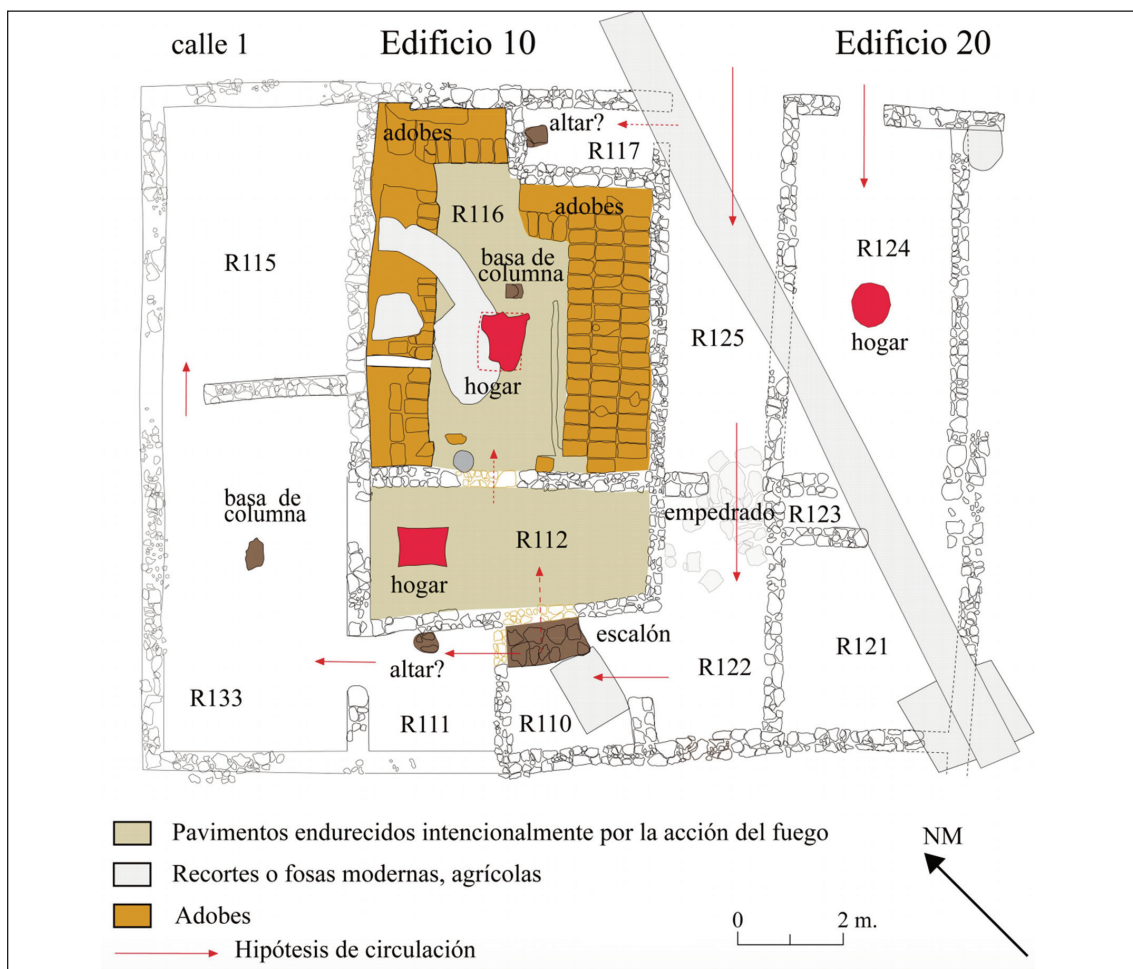 calle 1
Edificio 10
Edificio 20
adobes
altar?
R117
R116
adobes
R115
basa de
columna
R124
hogar
R125
hogar
basa de
columna
empedrado
R123
R112
hogar
escalón
altar?
R133
R111
R110
R122
R121
Pavimentos endurecidos intencionalmente por la acción del fuego
Recortes o fosas modernas, agrícolas
Adobes
Hipótesis de circulación
NM
0 2 m.